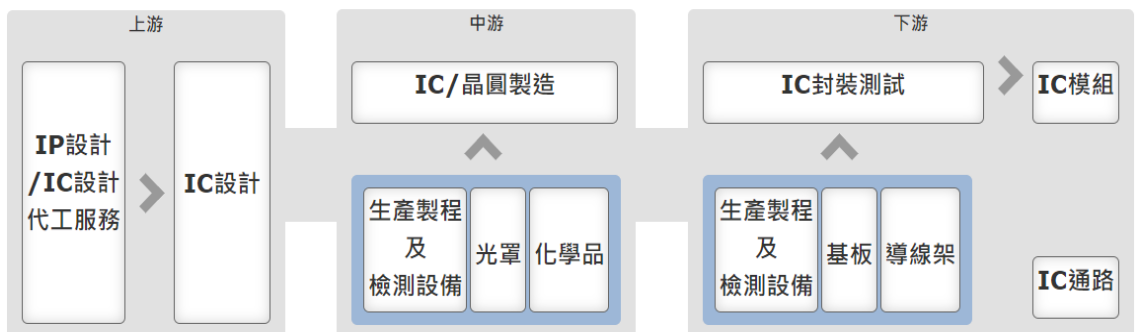 上游
IP設計
/IC設計
代工服務
IC設計
中游
IC/晶圓製造
生產製程
及
檢測設備
光罩
化學品
下游
IC封裝測試
IC模組
生產製程
及
檢測設備
基板
導線架
IC通路